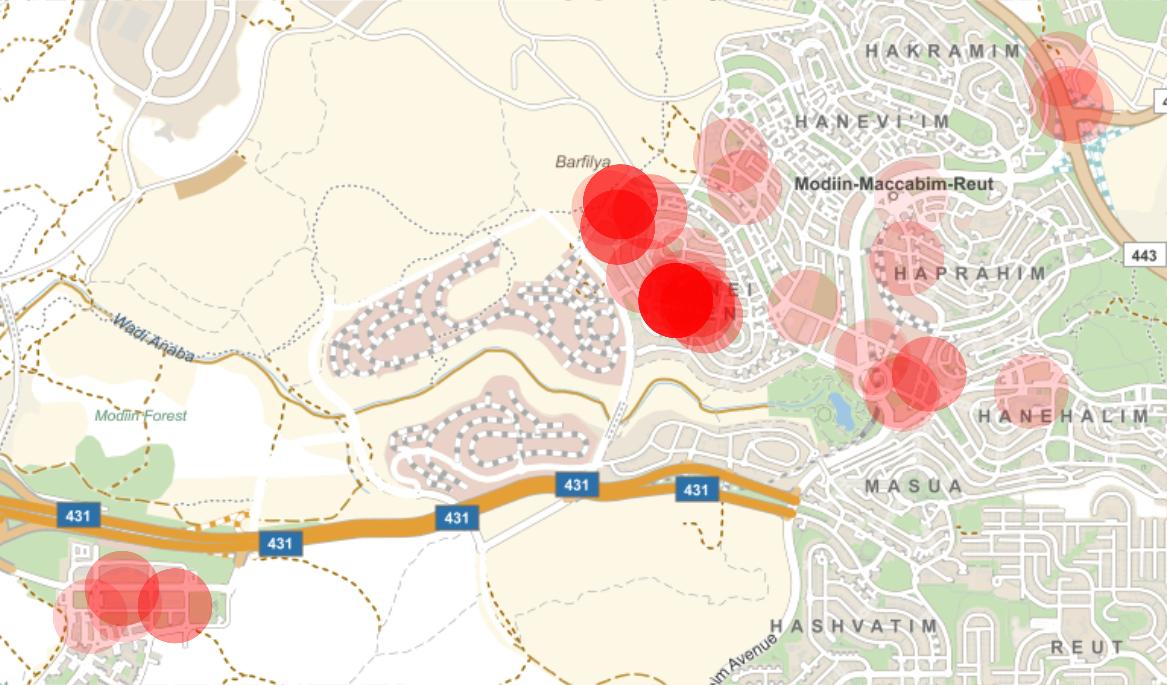 HAKRAMIM
HANEVI'IM
Barfilya
Modiin-Maccabim-Reut
443
HAPRAHIM
EI
N
Wadi Anaba
Modiin Forest
HANEHALIM
431
431
MASUA
431
431
431
HASHVATIM
REUT
im Avenue